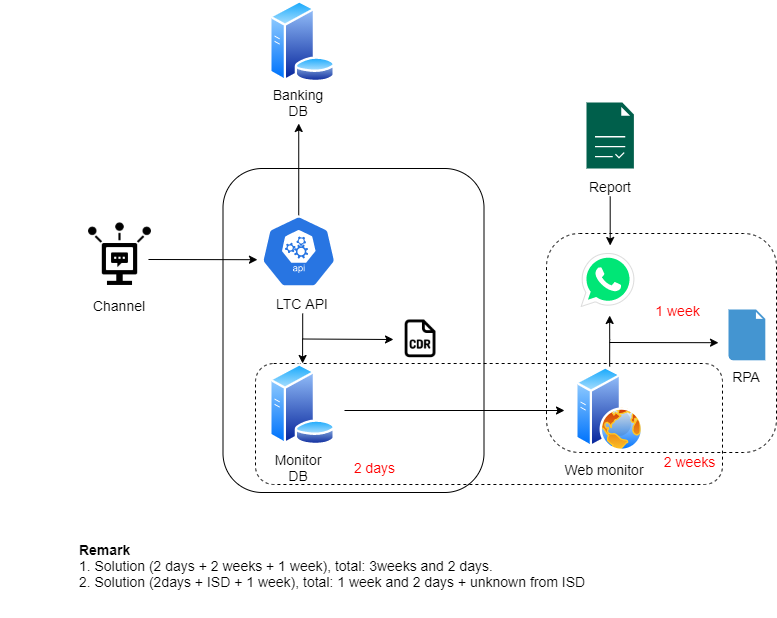 Banking
DB
Report
api
LTC API
Channel
1 week
CDR
RPA
Monitor
DB
2 days
Web monitor
2 weeks
Remark
1. Solution (2 days + 2 weeks + 1 week), total: 3weeks and 2 days.
2. Solution (2days + ISD + 1 week), total: 1 week and 2 days + unknown from ISD